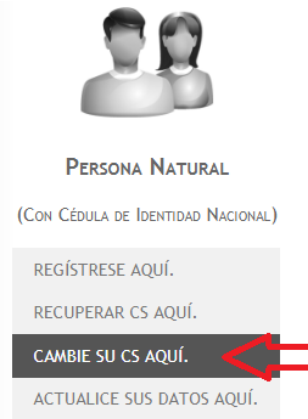 Persona Natural
(Con Cédula de Identidad Nacional)
REGÍSTRESE AQUÍ.
RECUPERAR CS AQUÍ.
CAMBIE SU CS AQUÍ.
ACTUALICE SUS DATOS AQUÍ.